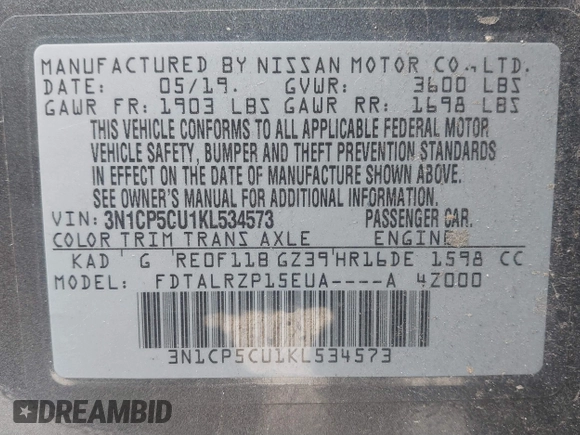 MANUFACTURED BY NISSAN MOTOR CO., LTD.
DATE: 05/19. GVWR: 3600 LBS
GAWR FR: 1903 LBS GAWR RR: 1698 LBS
THIS VEHICLE CONFORMS TO ALL APPLICABLE FEDERAL MOTOR
VEHICLE SAFETY, BUMPER AND THEFT PREVENTION STANDARDS
IN EFFECT ON THE DATE OF MANUFACTURE SHOWN ABOVE.
SEE OWNER'S MANUAL FOR ADDITIONAL INFORMATION.
VIN: 3N1CP5CU1KL534573 PASSENGER CAR.
COLOR TRIM TRANS AXLE ENGINE
KAD G RE0F11B GZ39 HR16DE 1598 CC
MODEL: FDTALRZP15EUA----A 4Z000
3N1CP5CU1KL534573
DREAMBID